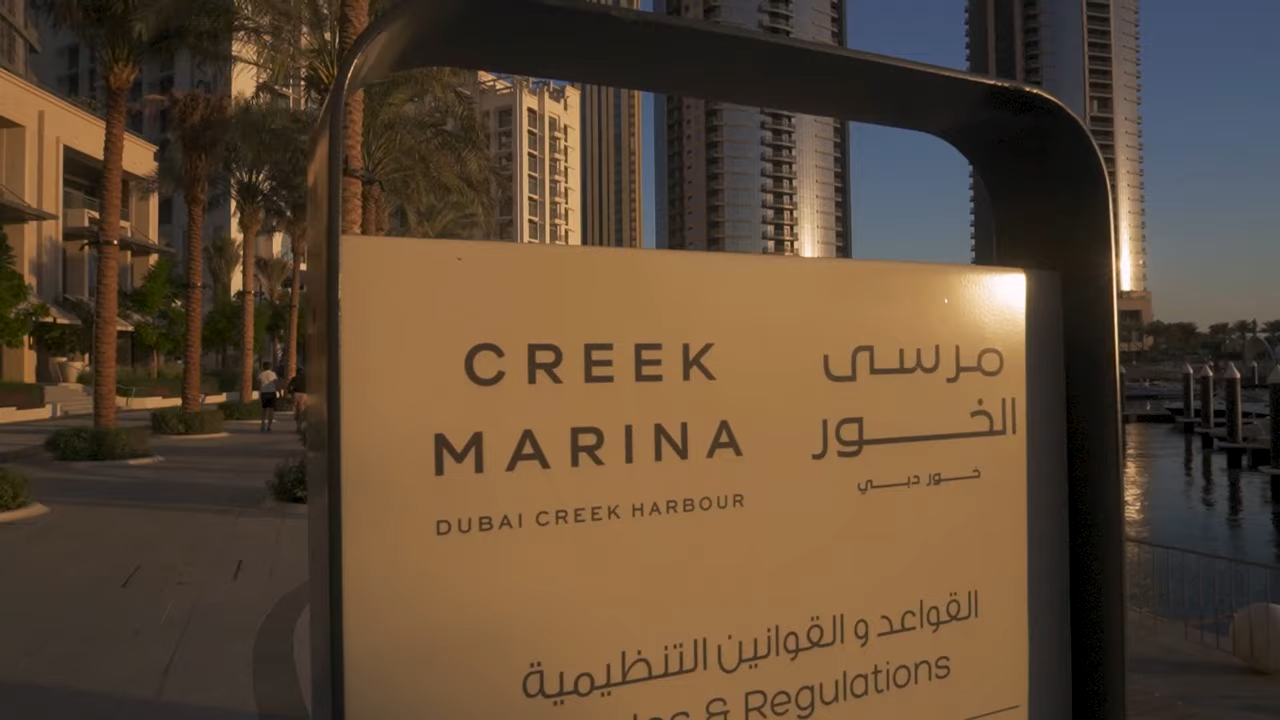 CREEK
MARINA
DUBAI CREEK HARBOUR
مرسى
الخور
خور دبي
القواعد و القوانين التنظيمية
& Regulations